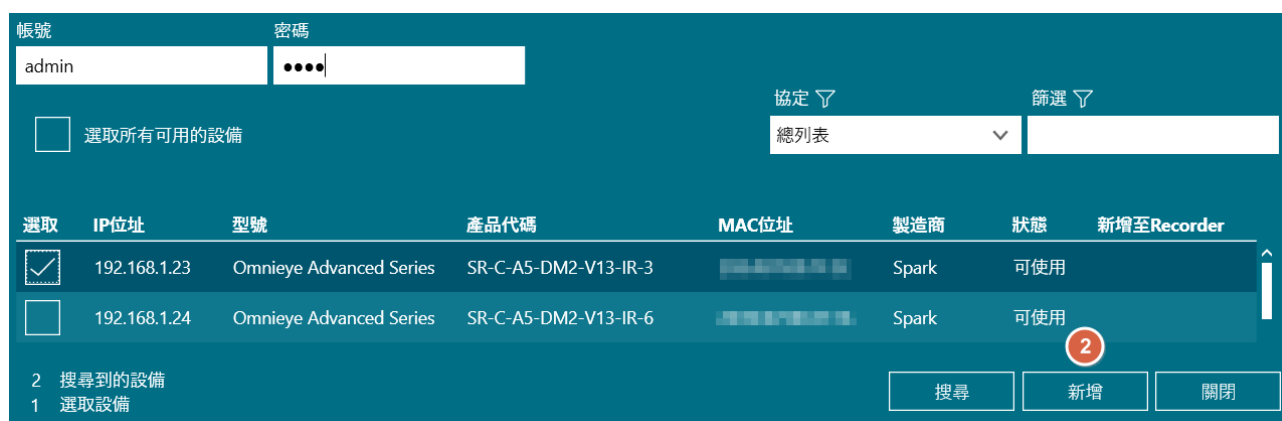 帳號 密碼
admin ••••
協定 篩選
選取所有可用的設備 總列表
選取 IP位址 型號 產品代碼 MAC位址 製造商 狀態 新增至Recorder
192.168.1.23 Omnieye Advanced Series SR-C-A5-DM2-V13-IR-3 Spark 可使用
192.168.1.24 Omnieye Advanced Series SR-C-A5-DM2-V13-IR-6 Spark 可使用
2
2 搜尋到的設備
搜尋 新增 關閉
1 選取設備